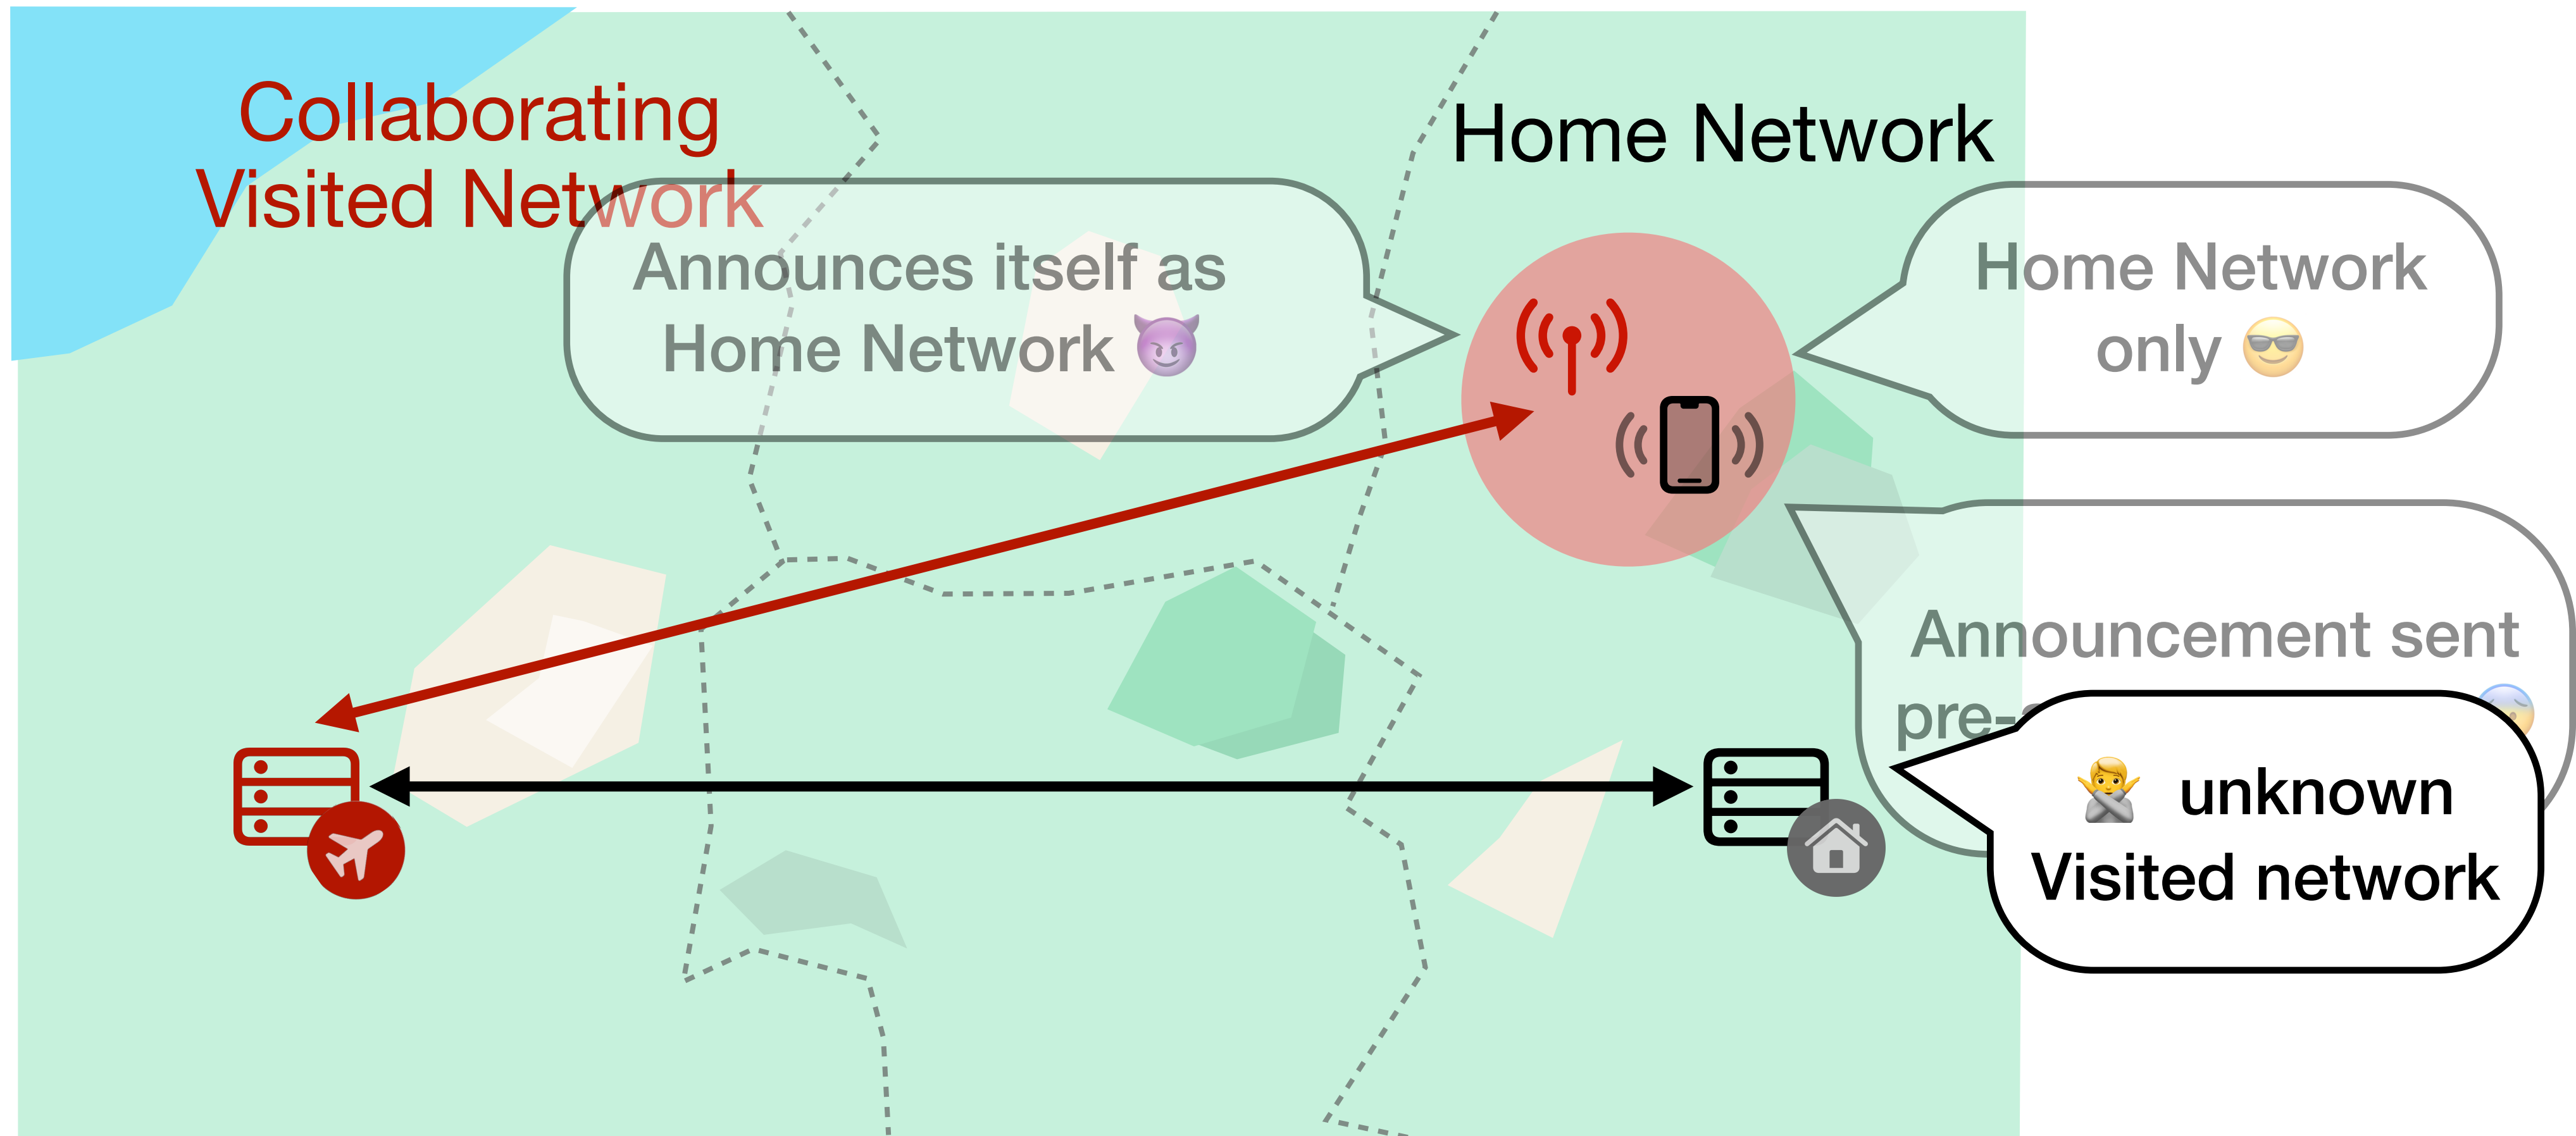 Collaborating
Visited Network
Home Network
Announces itself as
Home Network 😈
Home Network
only 😎
Announcement sent
🙅 unknown
Visited network